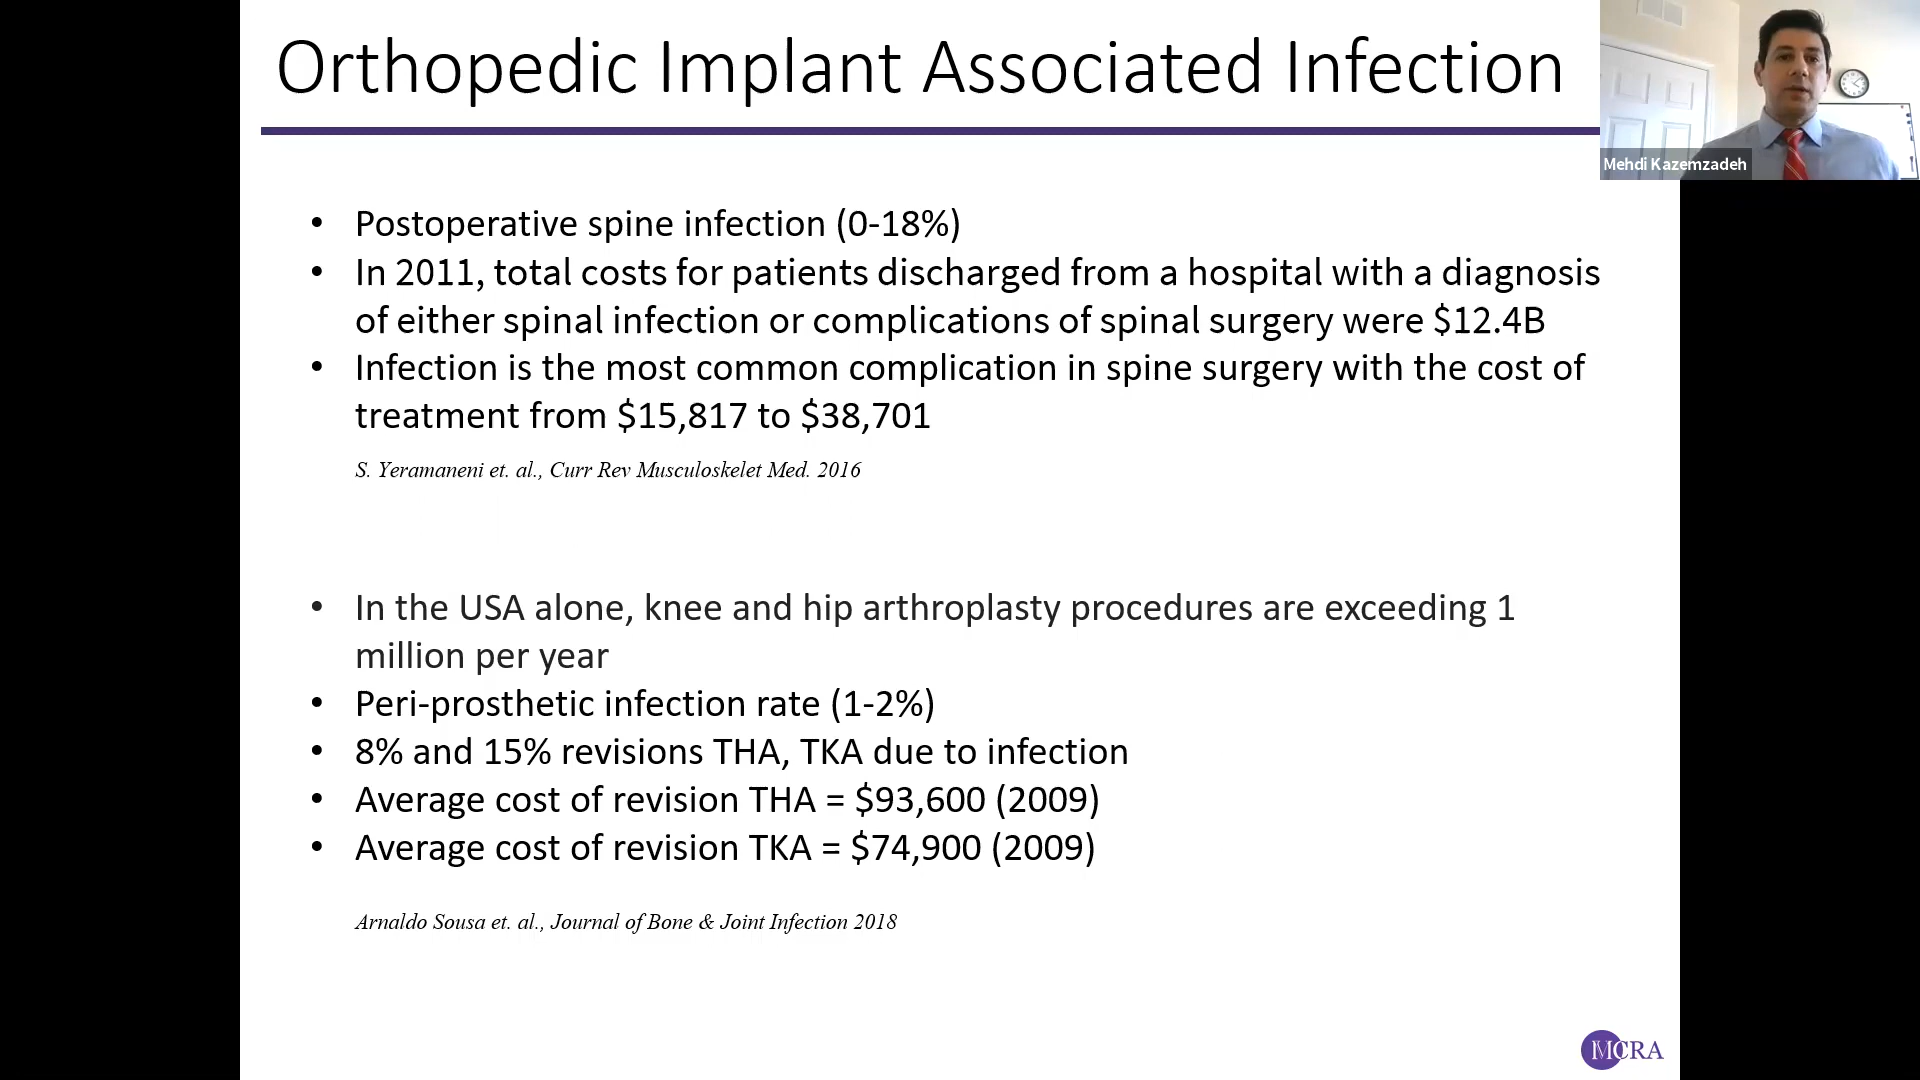 Orthopedic Implant Associated Infection
Mehdi Kazemzadeh
• Postoperative spine infection (0-18%)
• In 2011, total costs for patients discharged from a hospital with a diagnosis
of either spinal infection or complications of spinal surgery were $12.4B
• Infection is the most common complication in spine surgery with the cost of
treatment from $15,817 to $38,701
S. Yeramaneni et. al., Curr Rev Musculoskelet Med. 2016
• In the USA alone, knee and hip arthroplasty procedures are exceeding 1
million per year
• Peri-prosthetic infection rate (1-2%)
• 8% and 15% revisions THA, TKA due to infection
• Average cost of revision THA = $93,600 (2009)
• Average cost of revision TKA = $74,900 (2009)
Arnaldo Sousa et. al., Journal of Bone & Joint Infection 2018
MCRA